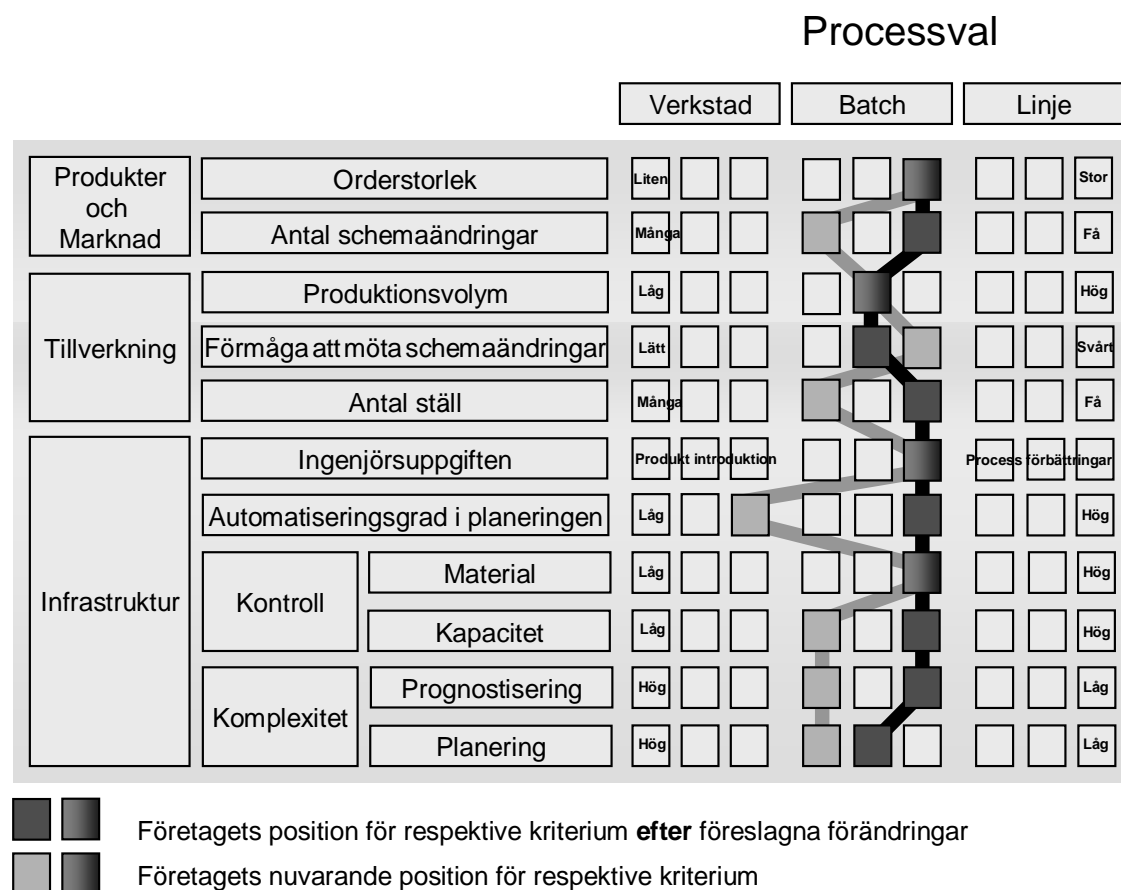 Processval
Verkstad Batch Linje
Produkter
och
Marknad
Orderstorlek
Liten Stor
Antal schemaändringar
Många Få
Tillverkning
Produktionsvolym
Låg Hög
Förmåga att möta schemaändringar
Lätt Svårt
Antal ställ
Många Få
Infrastruktur
Ingenjörsuppgiften
Produkt introduktion Process förbättringar
Automatiseringsgrad i planeringen
Låg Hög
Kontroll
Material
Låg Hög
Kapacitet
Låg Hög
Komplexitet
Prognostisering
Hög Låg
Planering
Hög Låg
Företagets position för respektive kriterium efter föreslagna förändringar
Företagets nuvarande position för respektive kriterium